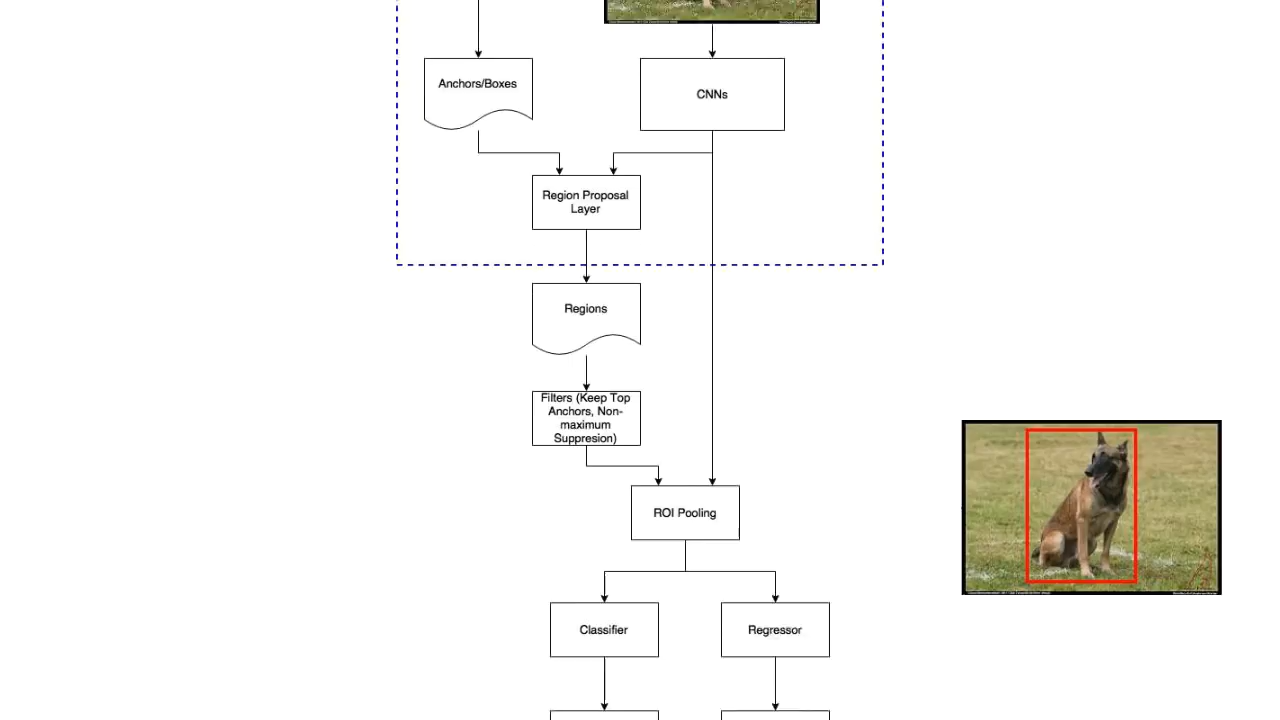 Anchors/Boxes
CNNs
Region Proposal
Layer
Regions
Filters (Keep Top
Anchors, Non-
maximum
Suppresion)
ROI Pooling
Classifier
Regressor